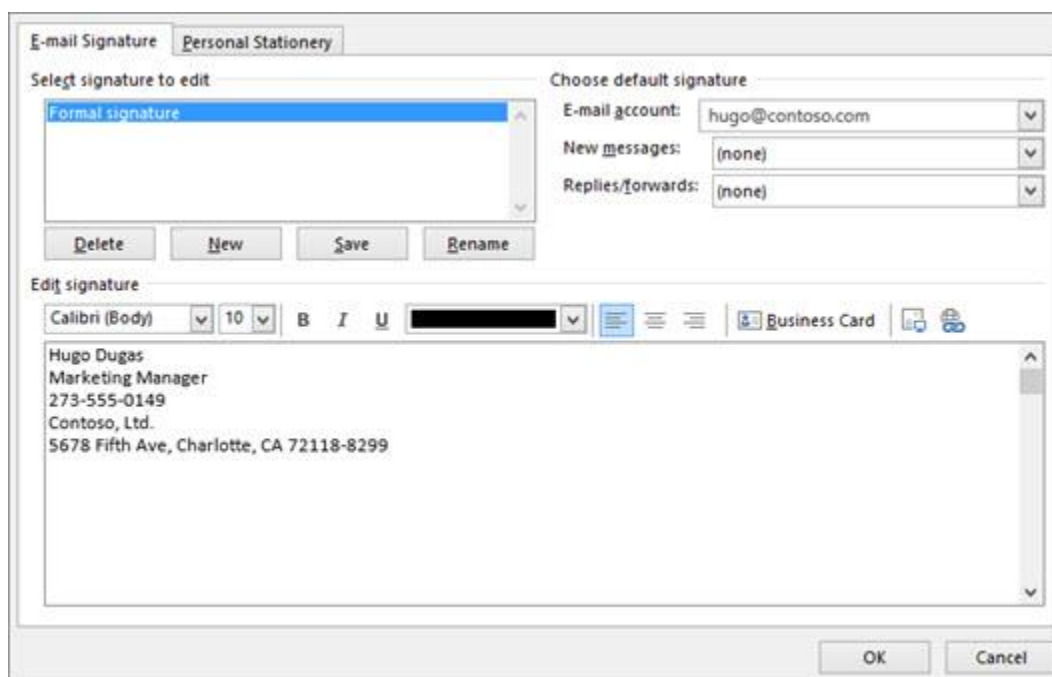 E-mail Signature
Personal Stationery
Select signature to edit
Formal signature
Delete
New
Save
Rename
Choose default signature
E-mail account:
hugo@contoso.com
New messages:
(none)
Replies/forwards:
(none)
Edit signature
Calibri (Body)
10
B
I
U
Business Card
Hugo Dugas
Marketing Manager
273-555-0149
Contoso, Ltd.
5678 Fifth Ave, Charlotte, CA 72118-8299
OK
Cancel